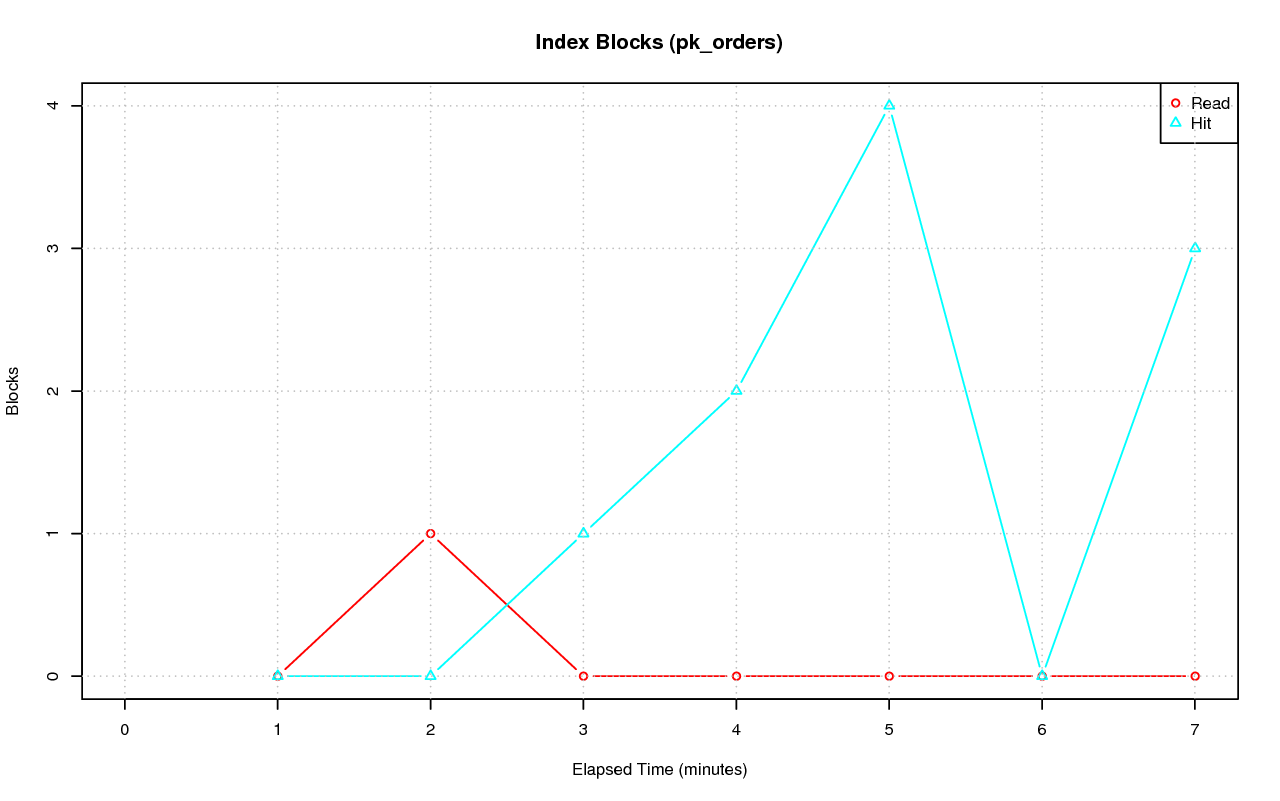 Index Blocks (pk_orders)
Read
Hit
4
3
2
1
0
Blocks
0 1 2 3 4 5 6 7
Elapsed Time (minutes)